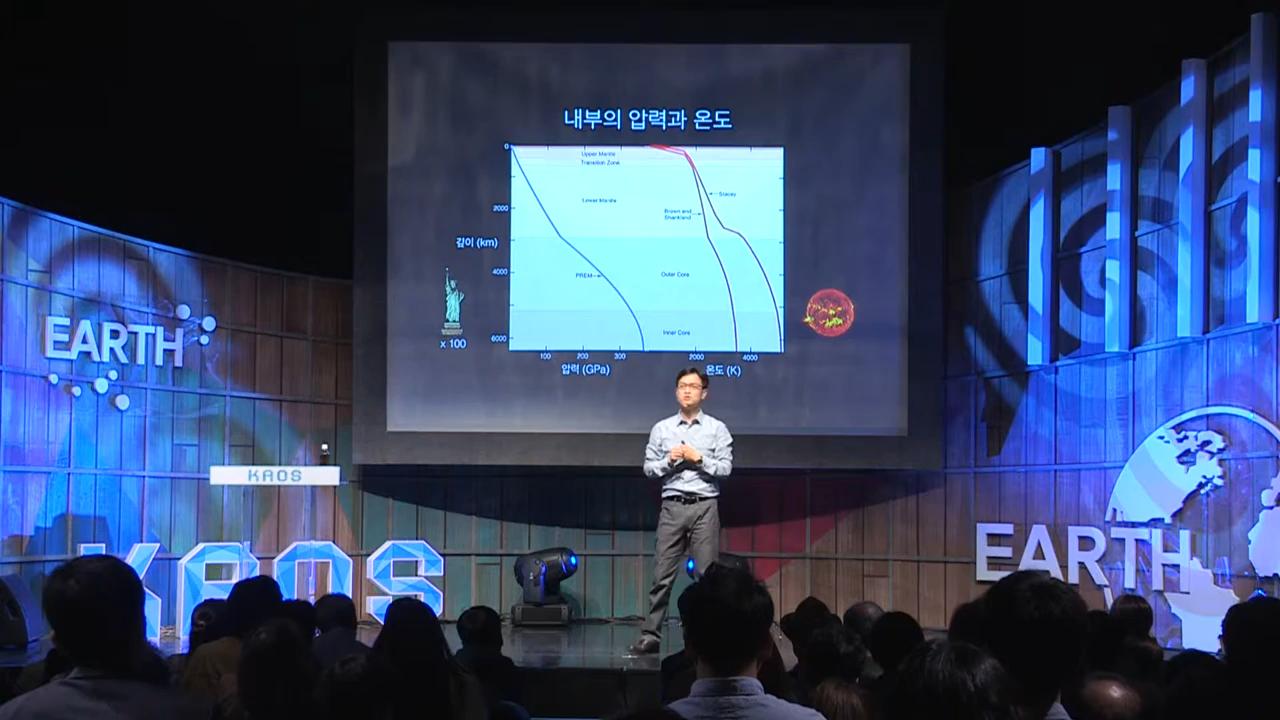 내부의 압력과 온도
0
Upper Mantle
Transition Zone
Stacey
Lower Mantle
2000
Brown and
Shankland
깊이 (km)
4000
PREM
Outer Core
Inner Core
6000
x 100
100
200
300
2000
4000
압력 (GPa)
온도 (K)
EARTH
KAOS
KAOS
EARTH